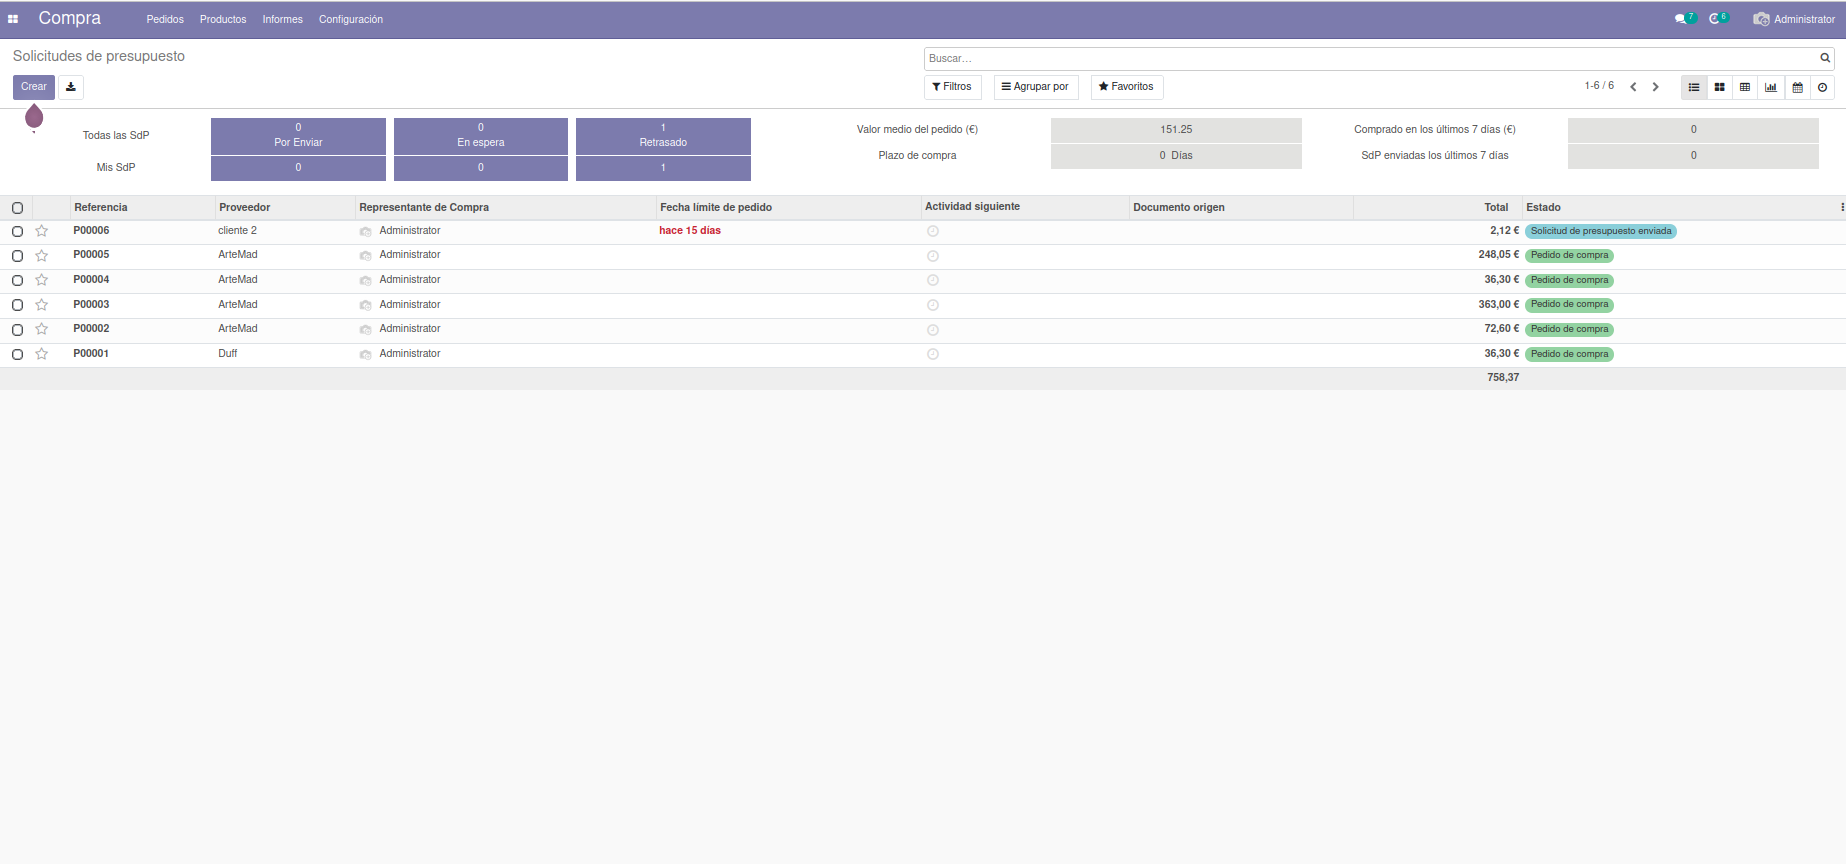 Compra Pedidos Productos Informes Configuración 7 6 Administrator
Solicitudes de presupuesto
Buscar...
Crear
Filtros Agrupar por Favoritos 1-6 / 6
Todas las SdP
0 Por Enviar
0 En espera
1 Retrasado
Mis SdP 0 0 1
Valor medio del pedido (€) 151.25 Comprado en los últimos 7 días (€) 0
Plazo de compra 0 Días SdP enviadas los últimos 7 días 0
Referencia Proveedor Representante de Compra Fecha límite de pedido Actividad siguiente Documento origen Total Estado
P00006 cliente 2 Administrator hace 15 días 2,12 € Solicitud de presupuesto enviada
P00005 ArteMad Administrator 248,05 € Pedido de compra
P00004 ArteMad Administrator 36,30 € Pedido de compra
P00003 ArteMad Administrator 363,00 € Pedido de compra
P00002 ArteMad Administrator 72,60 € Pedido de compra
P00001 Duff Administrator 36,30 € Pedido de compra
758,37